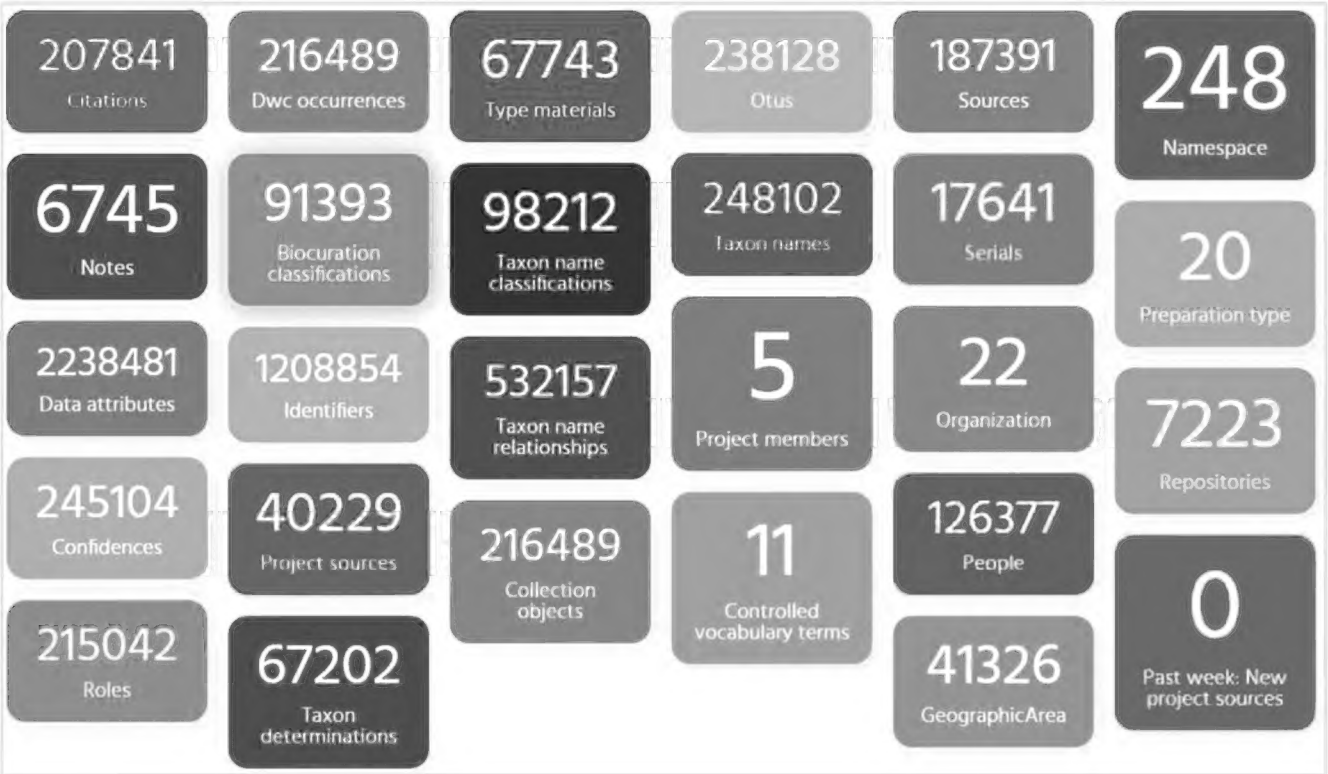 207841
Citations
6745
Notes
2238481
Data attributes
245104
Confidences
215042
Roles
216489
Dwc occurrences
91393
Biocuration
classifications
1208854
Identifiers
40229
Project sources
67202
Taxon
determinations
67743
Type materials
98212
Taxon name
classifications
532157
Taxon name
relationships
216489
Collection
objects
238128
Otus
248102
Taxon names
5
Project members
11
Controlled
vocabulary terms
187391
Sources
17641
Serials
22
Organization
126377
People
41326
GeographicArea
248
Namespace
20
Preparation type
7223
Repositories
0
Past week: New
project sources